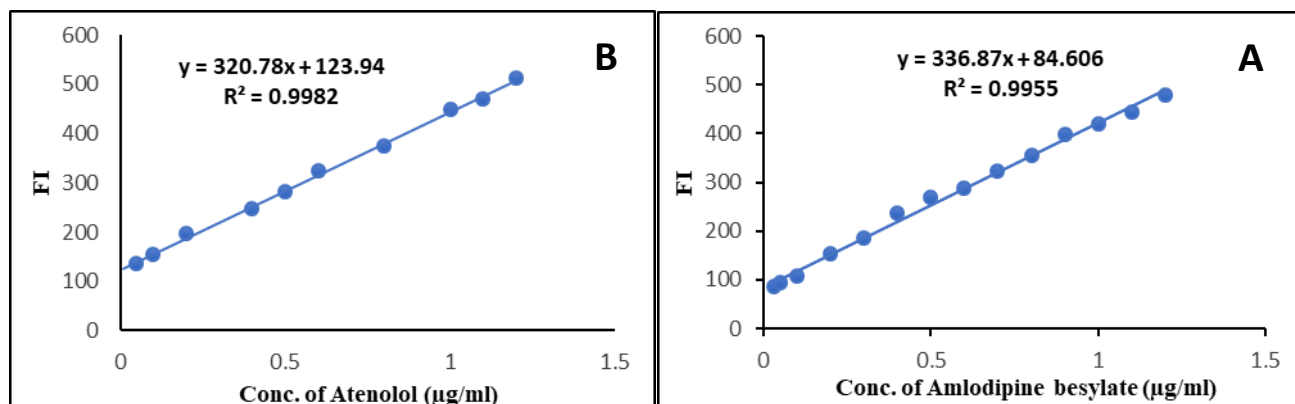 B
y = 320.78x + 123.94
R² = 0.9982
600
500
400
300
200
100
0
FI
0 0.5 1 1.5
Conc. of Atenolol (µg/ml)
A
y = 336.87x + 84.606
R² = 0.9955
600
500
400
300
200
100
0
FI
0 0.5 1 1.5
Conc. of Amlodipine besylate (µg/ml)